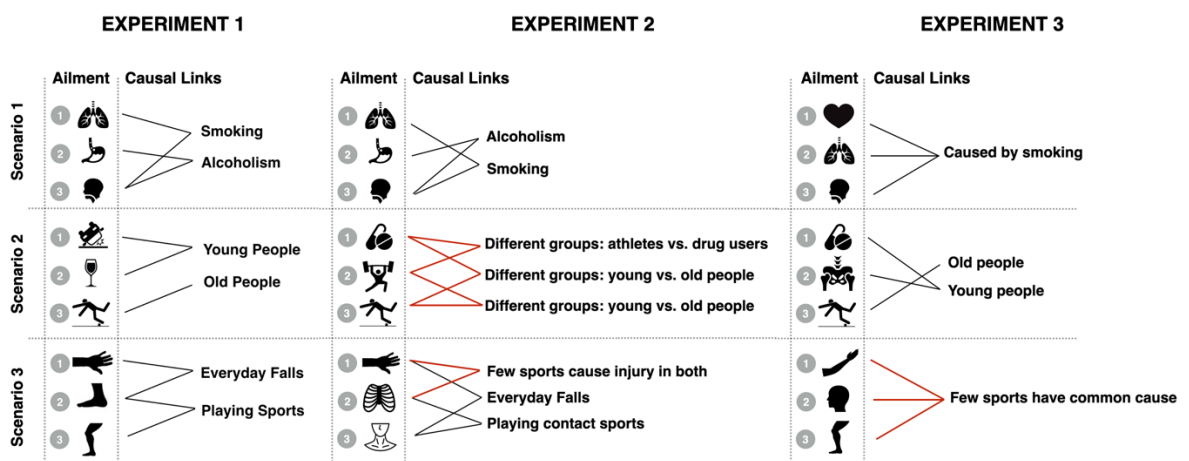 EXPERIMENT 1
EXPERIMENT 2
EXPERIMENT 3
Scenario 1
Ailment
Causal Links
1
2
3
Smoking
Alcoholism
Ailment
Causal Links
1
2
3
Alcoholism
Smoking
Ailment
Causal Links
1
2
3
Caused by smoking
Scenario 2
1
2
3
Young People
Old People
1
2
3
Different groups: athletes vs. drug users
Different groups: young vs. old people
Different groups: young vs. old people
1
2
3
Old people
Young people
Scenario 3
1
2
3
Everyday Falls
Playing Sports
1
2
3
Few sports cause injury in both
Everyday Falls
Playing contact sports
1
2
3
Few sports have common cause